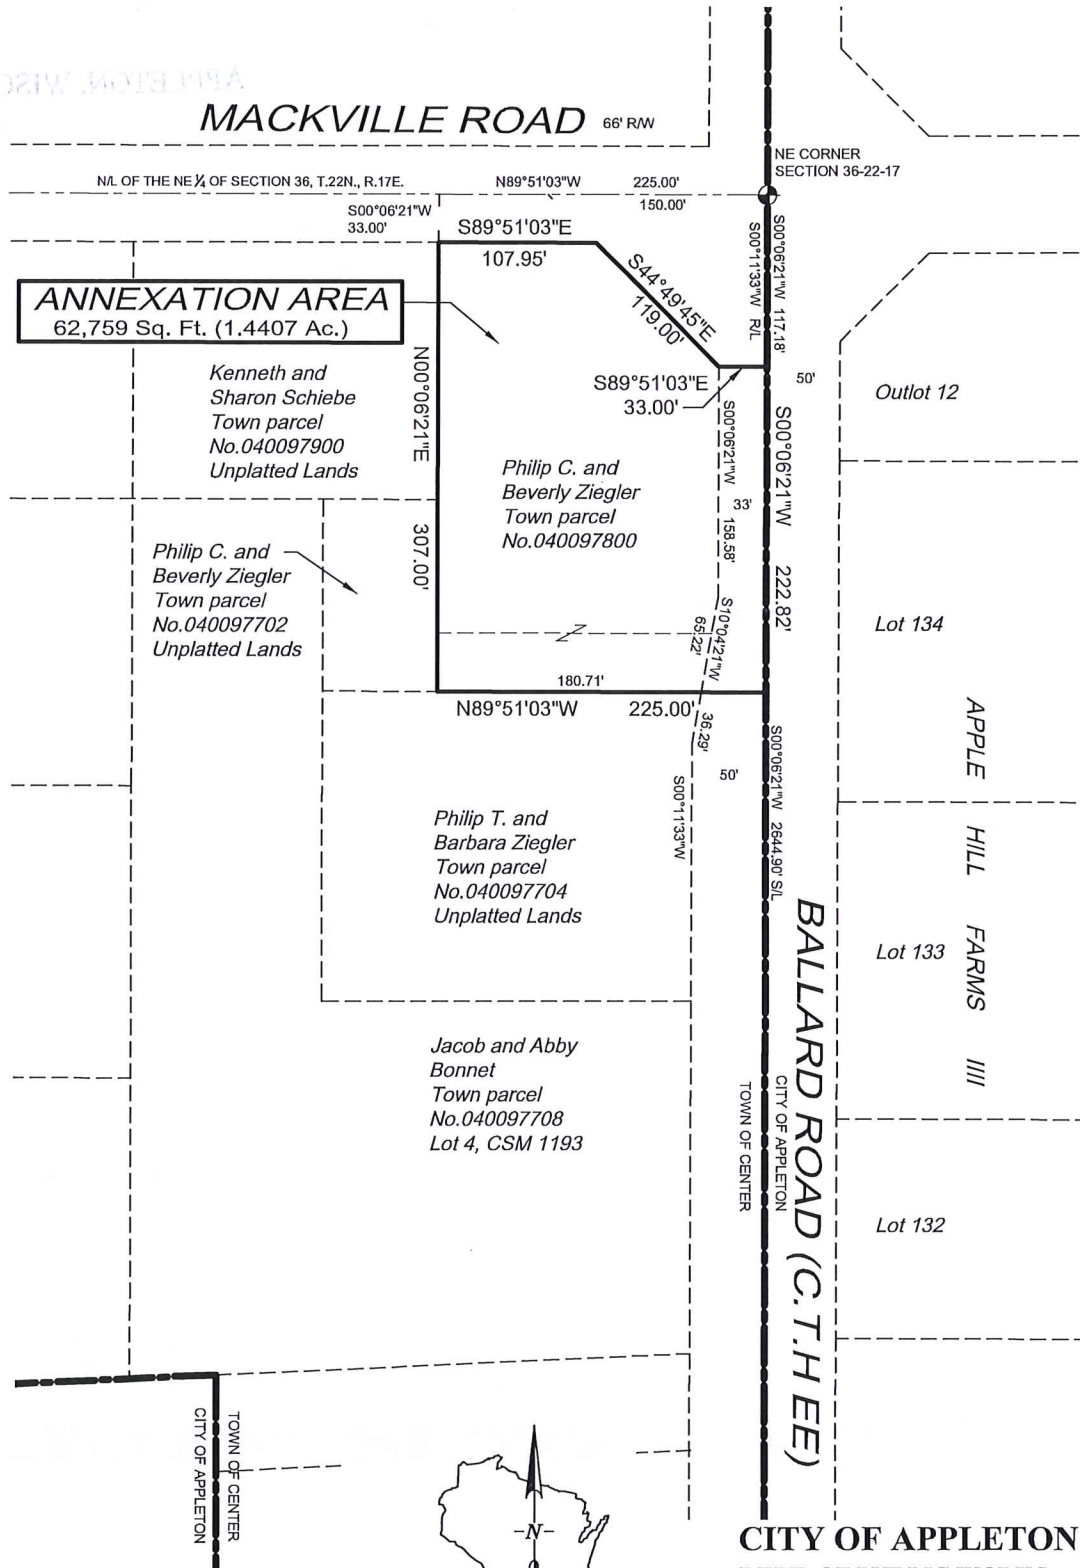 APPLETON, WISC
MACKVILLE ROAD 66' R/W
NE CORNER
SECTION 36-22-17
N/L OF THE NE ¼ OF SECTION 36, T.22N., R.17E.
N89°51'03"W 225.00'
150.00'
S00°06'21"W
33.00'
S89°51'03"E
107.95'
S44°49'45"E
119.00'
S00°11'33"W R/L
S00°06'21"W 117.18'
ANNEXATION AREA
62,759 Sq. Ft. (1.4407 Ac.)
S89°51'03"E
33.00'
50'
Outlot 12
Kenneth and
Sharon Schiebe
Town parcel
No.040097900
Unplatted Lands
N00°06'21"E 307.00'
Philip C. and
Beverly Ziegler
Town parcel
No.040097800
S00°06'21"W 158.58'
33'
S00°06'21"W 222.82'
Philip C. and
Beverly Ziegler
Town parcel
No.040097702
Unplatted Lands
S10°04'21"W
65.22'
Lot 134
180.71'
N89°51'03"W 225.00'
36.29'
50'
S00°11'33"W
S00°06'21"W 2644.90' S/L
Philip T. and
Barbara Ziegler
Town parcel
No.040097704
Unplatted Lands
APPLE HILL FARMS IIII
Lot 133
BALLARD ROAD (C.T.H EE)
Jacob and Abby
Bonnet
Town parcel
No.040097708
Lot 4, CSM 1193
TOWN OF CENTER
CITY OF APPLETON
Lot 132
TOWN OF CENTER
CITY OF APPLETON
-N-
CITY OF APPLETON